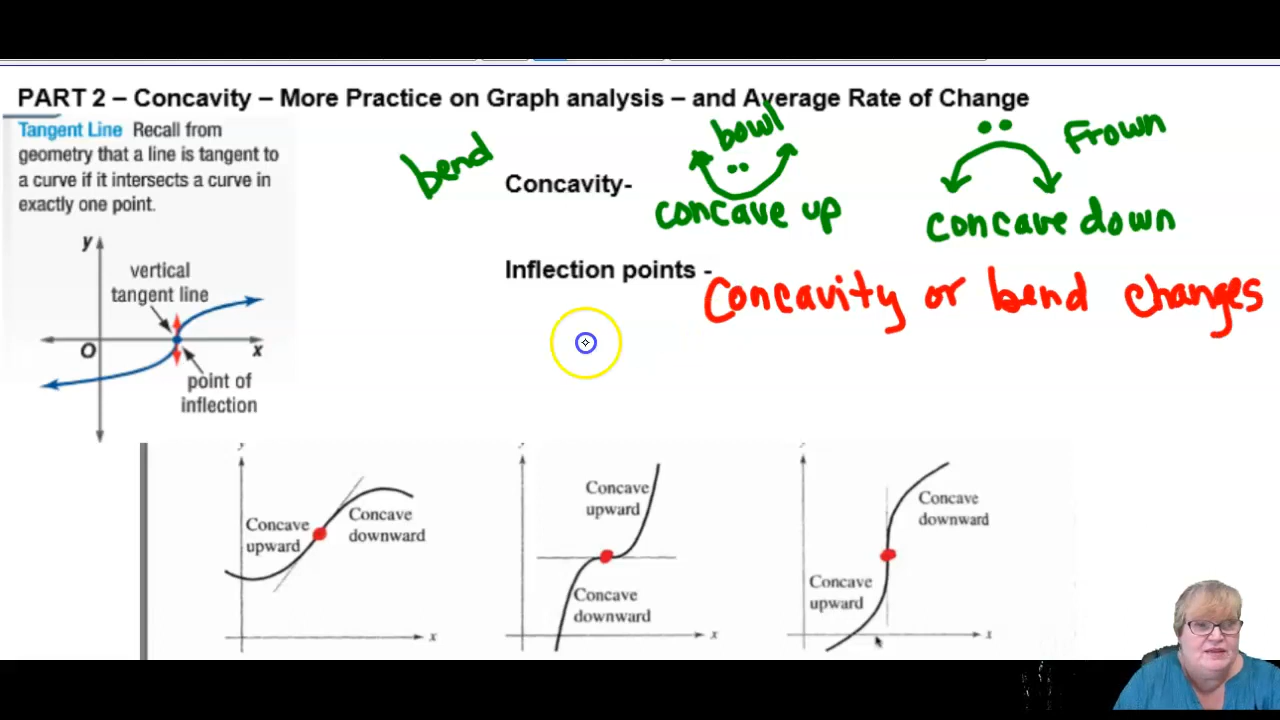 PART 2 – Concavity – More Practice on Graph analysis – and Average Rate of Change
Tangent Line Recall from
geometry that a line is tangent to
a curve if it intersects a curve in
exactly one point.
y
vertical
tangent line
O
x
point of
inflection
bend
Concavity-
bowl
concave up
Frown
concave down
Inflection points -
Concavity or bend changes
y
Concave
upward
Concave
downward
x
Concave
upward
Concave
downward
x
Concave
downward
Concave
upward
x